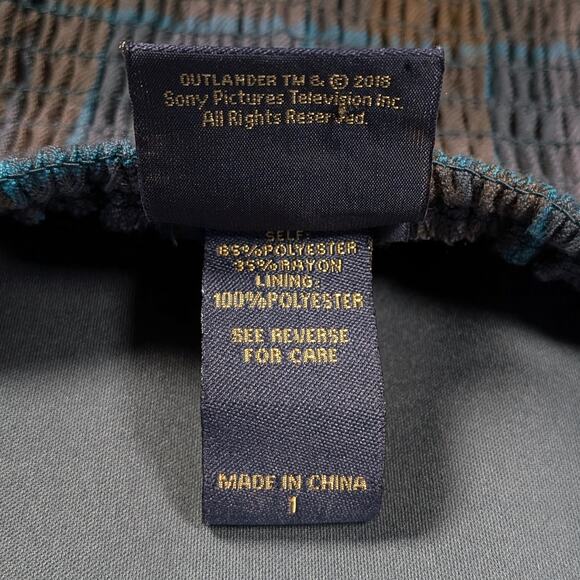 OUTLANDER TM & © 2018
Sony Pictures Television Inc.
All Rights Reserved.
SELF:
65%POLYESTER
35%RAYON
LINING:
100%POLYESTER
SEE REVERSE
FOR CARE
MADE IN CHINA
1